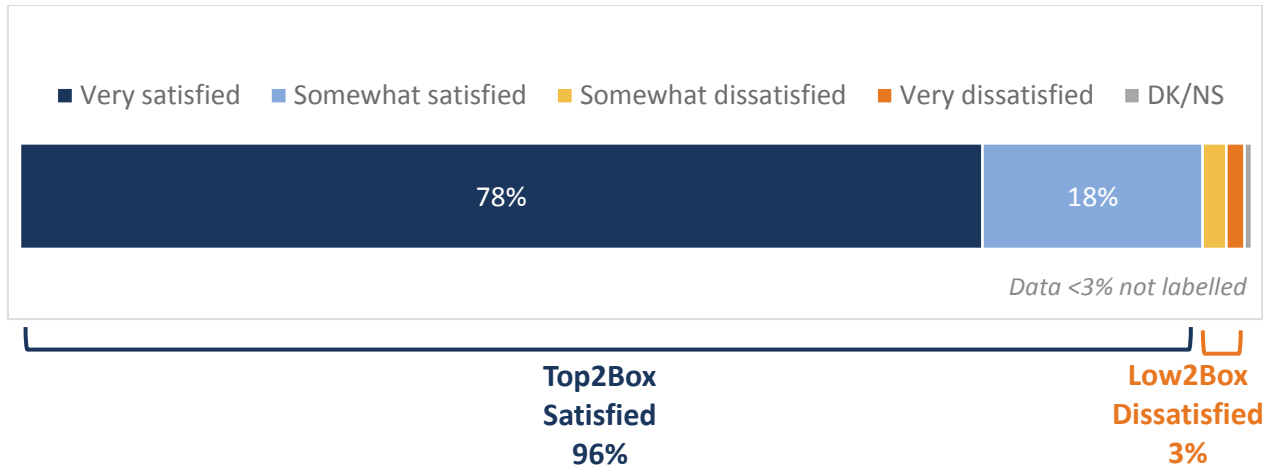 Very satisfied Somewhat satisfied Somewhat dissatisfied Very dissatisfied DK/NS
78% 18%
Data <3% not labelled
Top2Box
Satisfied
96%
Low2Box
Dissatisfied
3%